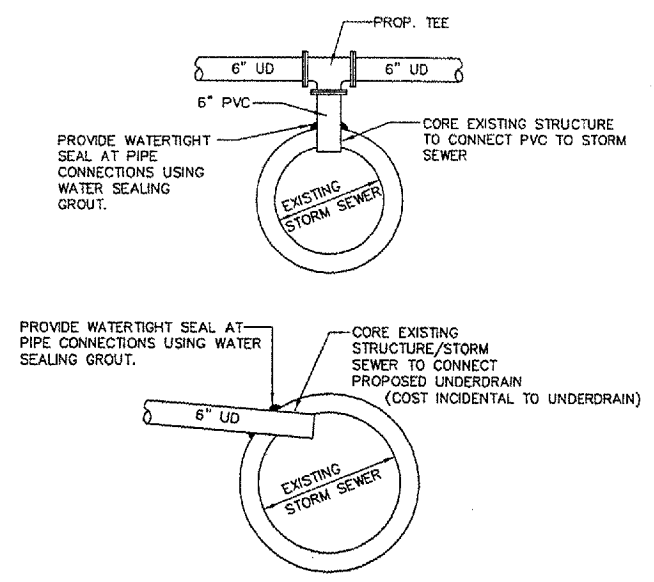 PROP. TEE
6" UD
6" UD
6" PVC
PROVIDE WATERTIGHT
SEAL AT PIPE
CONNECTIONS USING
WATER SEALING
GROUT.
CORE EXISTING STRUCTURE
TO CONNECT PVC TO STORM
SEWER
EXISTING
STORM SEWER
PROVIDE WATERTIGHT SEAL AT
PIPE CONNECTIONS USING WATER
SEALING GROUT.
CORE EXISTING
STRUCTURE/STORM
SEWER TO CONNECT
PROPOSED UNDERDRAIN
(COST INCIDENTAL TO UNDERDRAIN)
6" UD
EXISTING
STORM SEWER